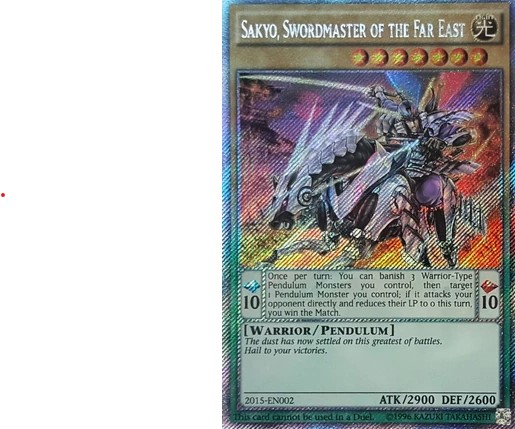 SAKYO, SWORDMASTER OF THE FAR EAST
LIGHT
光
Once per turn: You can banish 3 Warrior-Type
Pendulum Monsters you control, then target
1 Pendulum Monster you control; if it attacks your
opponent directly and reduces their LP to 0 this turn,
you win the Match.
10
10
[WARRIOR/PENDULUM]
The dust has now settled on this greatest of battles.
Hail to your victories.
2015-EN002
ATK/2900 DEF/2600
This card cannot be used in a Duel.
©1996 KAZUKI TAKAHASHI